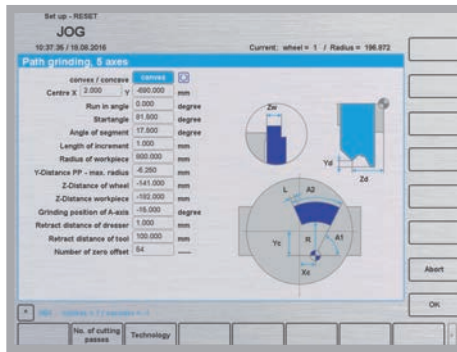 Set up - RESET
JOG
10:37:36 / 19.08.2016 Current: wheel = 1 / Radius = 196.872
Path grinding, 5 axes
convex / concave convex
Centre X 2.000 Y -690.000 mm
Run in angle 0.000 degree
Startangle 81.500 degree
Angle of segment 17.500 degree
Length of increment 1.000 mm
Radius of workpiece 600.000 mm
Y-Distance PP - max. radius -6.250 mm
Z-Distance of wheel -141.000 mm
Z-Distance workpiece -192.000 mm
Grinding position of A-axis -15.000 degree
Retract distance of dresser 1.000 mm
Retract distance of tool 100.000 mm
Number of zero offset 54
Zw
Yd
Zd
L A2
R
Yc
A1
Xc
Abort
OK
No. of cutting
passes
Technology